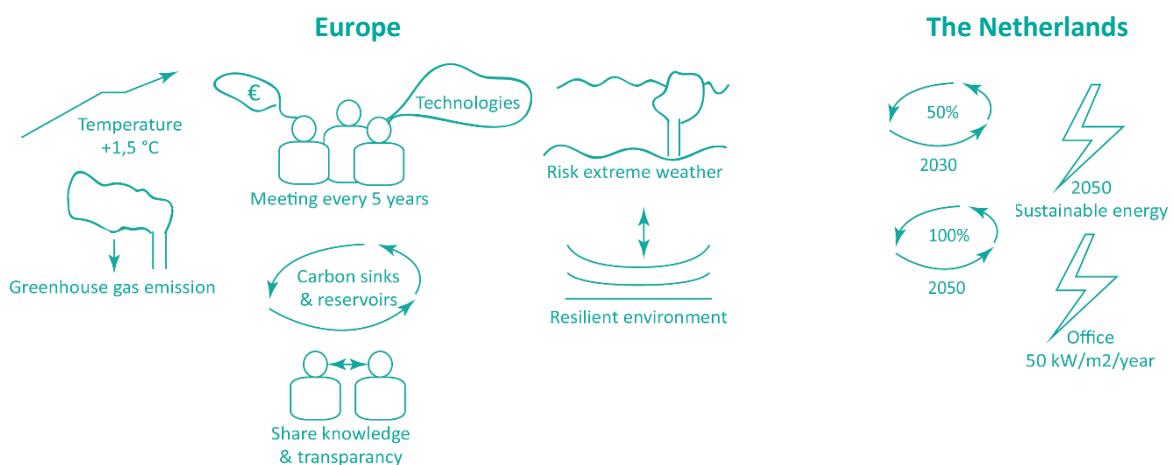 Europe
Temperature
+1,5 °C
Greenhouse gas emission
€
Technologies
Meeting every 5 years
Carbon sinks
& reservoirs
Share knowledge
& transparancy
Risk extreme weather
Resilient environment
The Netherlands
50%
2030
100%
2050
2050
Sustainable energy
Office
50 kW/m2/year